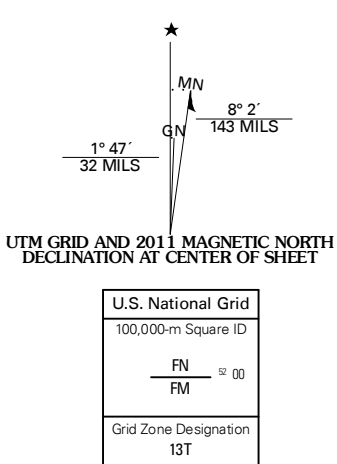 ★
MN
8° 2´
143 MILS
GN
1° 47´
32 MILS
UTM GRID AND 2011 MAGNETIC NORTH
DECLINATION AT CENTER OF SHEET
U.S. National Grid
100,000-m Square ID
FN
52 00
FM
Grid Zone Designation
13T